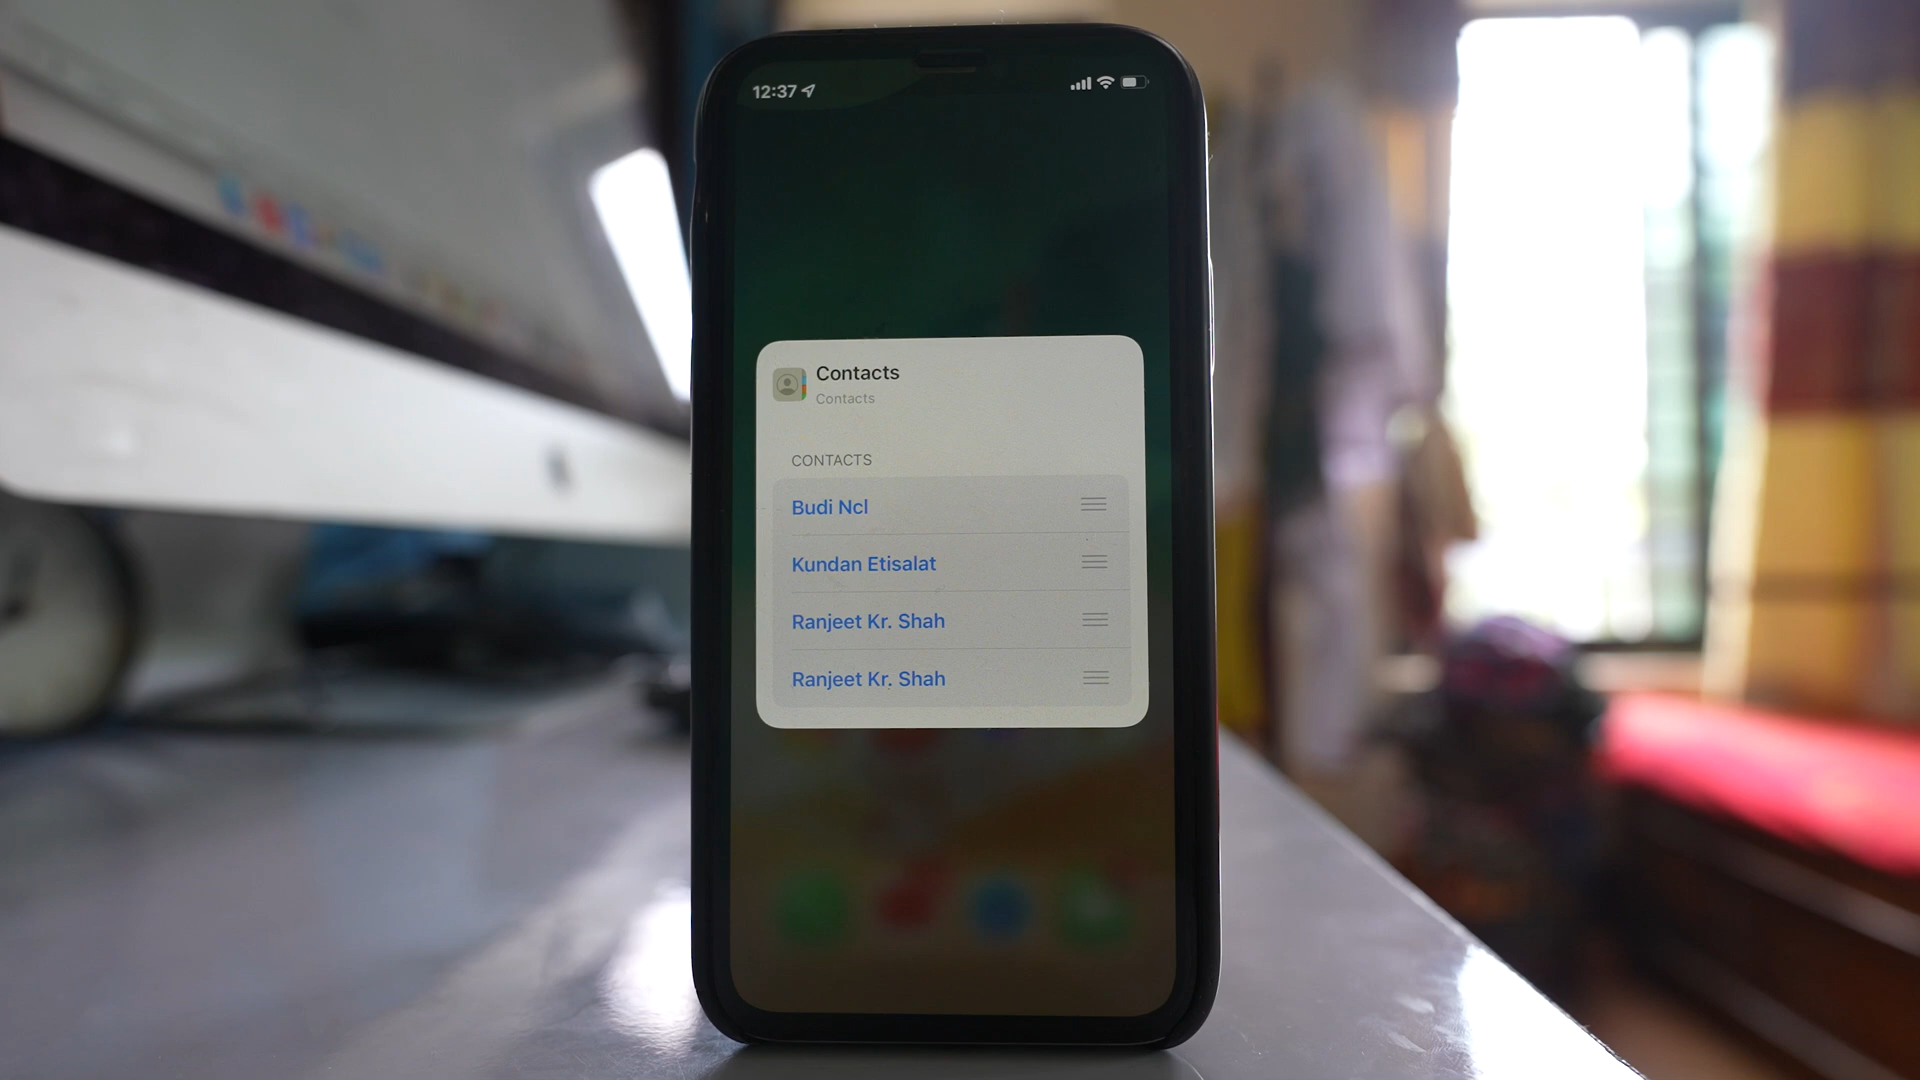 12:37
Contacts
Contacts
CONTACTS
Budi Ncl
Kundan Etisalat
Ranjeet Kr. Shah
Ranjeet Kr. Shah